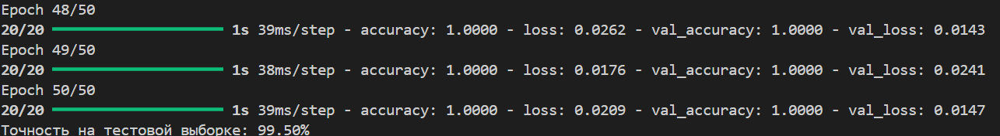 Epoch 48/50
20/20 1s 39ms/step - accuracy: 1.0000 - loss: 0.0262 - val_accuracy: 1.0000 - val_loss: 0.0143
Epoch 49/50
20/20 1s 38ms/step - accuracy: 1.0000 - loss: 0.0176 - val_accuracy: 1.0000 - val_loss: 0.0241
Epoch 50/50
20/20 1s 39ms/step - accuracy: 1.0000 - loss: 0.0209 - val_accuracy: 1.0000 - val_loss: 0.0147
Точность на тестовой выборке: 99.50%